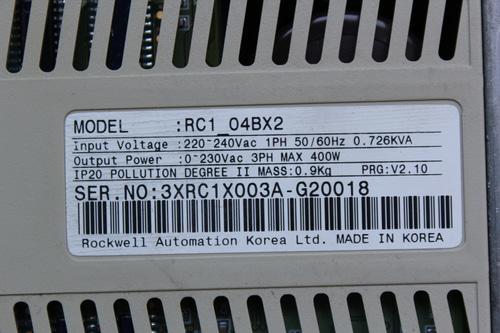 MODEL :RC1_04BX2
Input Voltage :220~240Vac 1PH 50/60Hz 0.726KVA
Output Power :0~230Vac 3PH MAX 400W
IP20 POLLUTION DEGREE II MASS:0.9Kg PRG:V2.10
SER.NO:3XRC1X003A-G20018
Rockwell Automation Korea Ltd. MADE IN KOREA